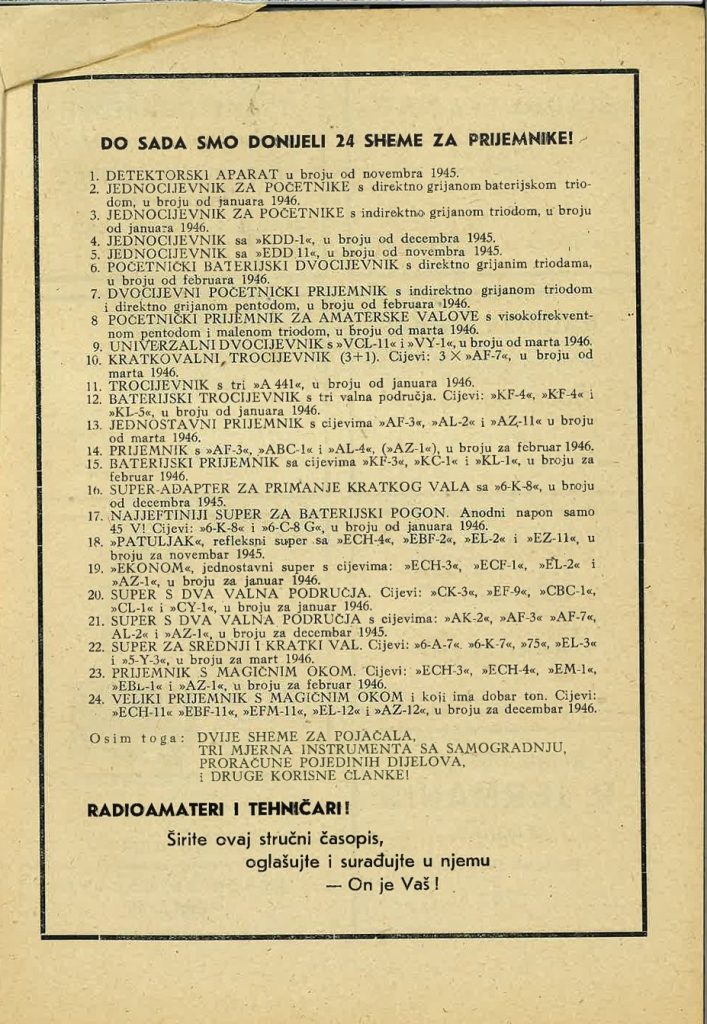 DO SADA SMO DONIJELI 24 SHEME ZA PRIJEMNIKE!
1. DETEKTORSKI APARAT u broju od novembra 1945.
2. JEDNOCIJEVNIK ZA POČETNIKE s direktno grijanom baterijskom trio-
dom, u broju od januara 1946.
3. JEDNOCIJEVNIK ZA POČETNIKE s indirektno grijanom triodom, u broju
od januara 1946.
4. JEDNOCIJEVNIK sa »KDD-1«, u broju od decembra 1945.
5. JEDNOCIJEVNIK sa »EDD 11«, u broju od novembra 1945.
6. POČETNIČKI BATERIJSKI DVOCIJEVNIK s direktno grijanim triodama,
u broju od februara 1946.
7. DVOCIJEVNI POČETNIČKI PRIJEMNIK s indirektno grijanom triodom
i direktno grijanom pentodom, u broju od februara 1946.
8 POČETNIČKI PRIJEMNIK ZA AMATERSKE VALOVE s visokofrekvent-
nom pentodom i malenom triodom, u broju od marta 1946.
9. UNIVERZALNI DVOCIJEVNIK s »VCL-11« i »VY-1«, u broju od marta 1946.
10. KRATKOVALNI TROCIJEVNIK (3+1). Cijevi: 3 × »AF-7«, u broju od
marta 1946.
11. TROCIJEVNIK s tri »A 441«, u broju od januara 1946.
12. BATERIJSKI TROCIJEVNIK s tri valna područja. Cijevi: »KF-4«, »KF-4« i
»KL-5«, u broju od januara 1946.
13. JEDNOSTAVNI PRIJEMNIK s cijevima »AF-3«, »AL-2« i »AZ-11« u broju
od marta 1946.
14. PRIJEMNIK s »AF-3«, »ABC-1« i »AL-4«, (»AZ-1«), u broju za februar 1946.
15. BATERIJSKI PRIJEMNIK sa cijevima »KF-3«, »KC-1« i »KL-1«, u broju za
februar 1946.
16. SUPER-ADAPTER ZA PRIMANJE KRATKOG VALA sa »6-K-8«, u broju
od decembra 1945.
17. NAJJEFTINIJI SUPER ZA BATERIJSKI POGON. Anodni napon samo
45 V! Cijevi: »6-K-8« i »6-C-8 G«, u broju od januara 1946.
18. »PATULJAK«, refleksni super sa »ECH-4«, »EBF-2«, »EL-2« i »EZ-11«, u
broju za novembar 1945.
19. »EKONOM«, jednostavni super s cijevima: »ECH-3«, »ECF-1«, »EL-2« i
»AZ-1«, u broju za januar 1946.
20. SUPER S DVA VALNA PODRUČJA. Cijevi: »CK-3«, »EF-9«, »CBC-1«,
»CL-1« i »CY-1«, u broju za januar 1946.
21. SUPER S DVA VALNA PODRUČJA s cijevima: »AK-2«, »AF-3« »AF-7«,
AL-2« i »AZ-1«, u broju za decembar 1945.
22. SUPER ZA SREDNJI I KRATKI VAL. Cijevi: »6-A-7«. »6-K-7«, »75«, »EL-3«
i »5-Y-3«, u broju za mart 1946.
23. PRIJEMNIK S MAGIČNIM OKOM. Cijevi: »ECH-3«, »ECH-4«, »EM-1«,
»EBL-1« i »AZ-1«, u broju za februar 1946.
24. VELIKI PRIJEMNIK S MAGIČNIM OKOM i koji ima dobar ton. Cijevi:
»ECH-11« »EBF-11«, »EFM-11«, »EL-12« i »AZ-12«, u broju za decembar 1946.
Osim toga: DVIJE SHEME ZA POJAČALA,
TRI MJERNA INSTRUMENTA SA SAMOGRADNJU,
PRORAČUNE POJEDINIH DIJELOVA,
i DRUGE KORISNE ČLANKE!
RADIOAMATERI I TEHNIČARI!
Širite ovaj stručni časopis,
oglašujte i surađujte u njemu
— On je Vaš!